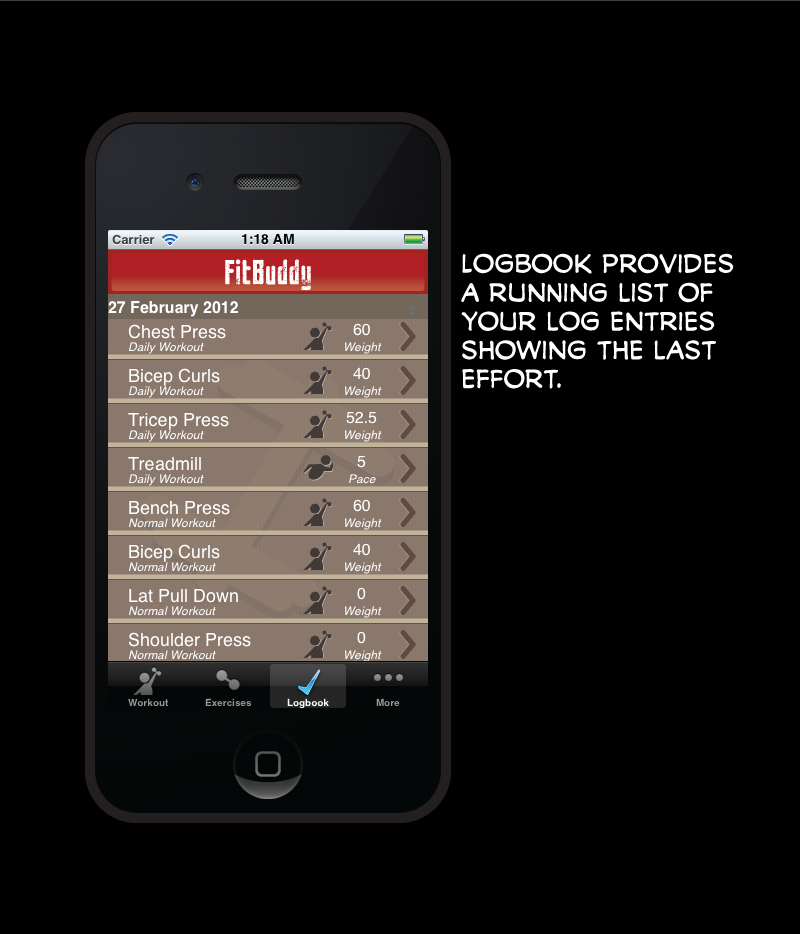 Carrier 1:18 AM
FitBuddy
27 February 2012
Chest Press 60
Daily Workout Weight
Bicep Curls 40
Daily Workout Weight
Tricep Press 52.5
Daily Workout Weight
Treadmill 5
Daily Workout Pace
Bench Press 60
Normal Workout Weight
Bicep Curls 40
Normal Workout Weight
Lat Pull Down 0
Normal Workout Weight
Shoulder Press 0
Normal Workout Weight
Workout Exercises Logbook More
LOGBOOK PROVIDES
A RUNNING LIST OF
YOUR LOG ENTRIES
SHOWING THE LAST
EFFORT.